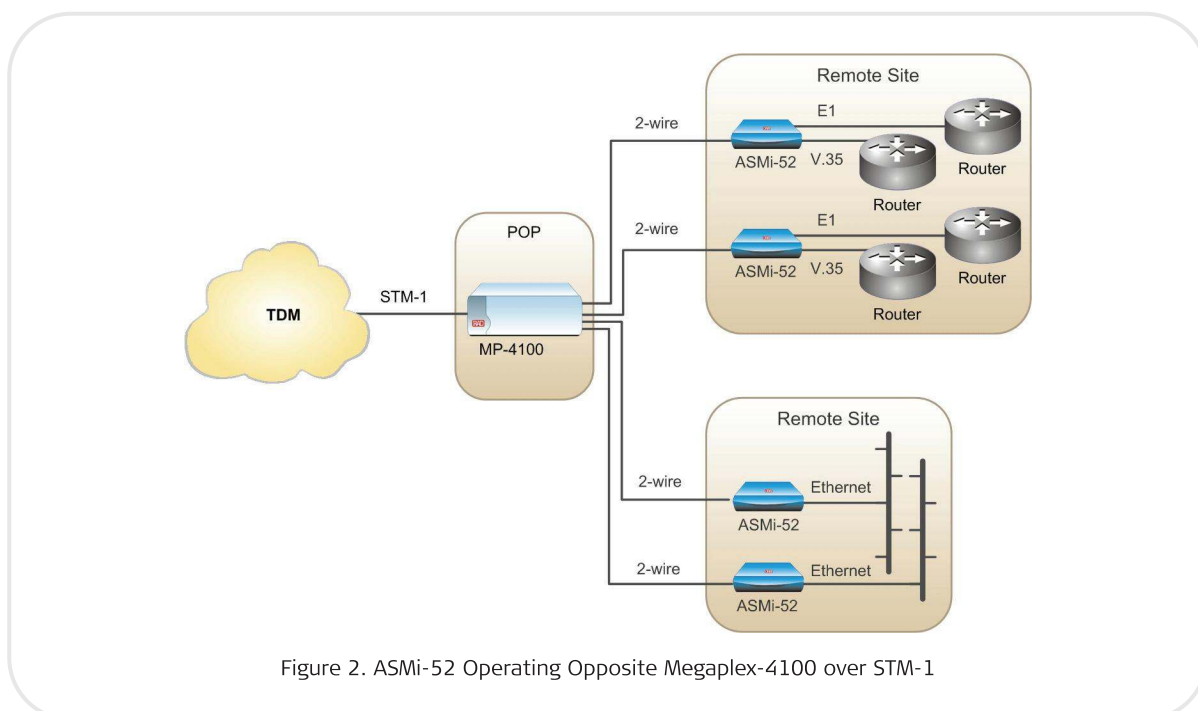 Remote Site
E1
2-wire
ASMi-52
V.35
Router
Router
2-wire
E1
ASMi-52
V.35
Router
Router
POP
TDM
STM-1
RAD
MP-4100
Remote Site
2-wire
Ethernet
ASMi-52
2-wire
Ethernet
ASMi-52
Figure 2. ASMi-52 Operating Opposite Megaplex-4100 over STM-1